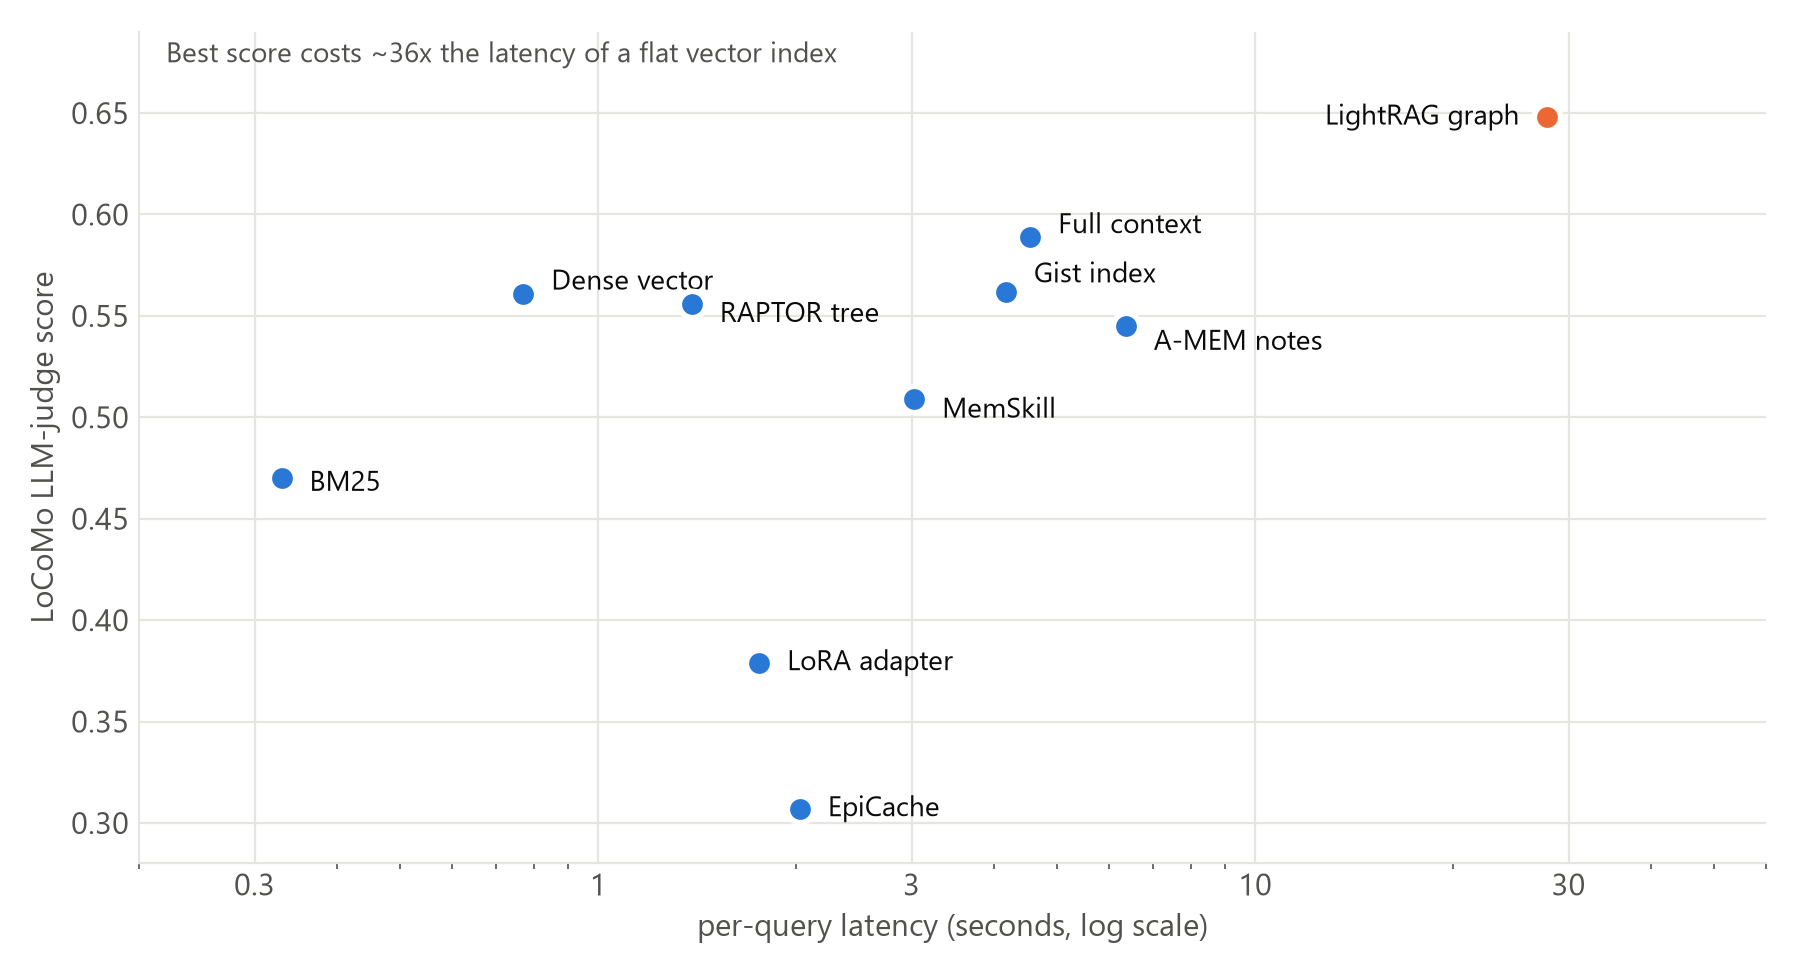 Best score costs ~36x the latency of a flat vector index
LoCoMo LLM-judge score
0.65
0.60
0.55
0.50
0.45
0.40
0.35
0.30
LightRAG graph
Full context
Gist index
Dense vector
RAPTOR tree
A-MEM notes
MemSkill
BM25
LoRA adapter
EpiCache
0.3
1
3
10
30
per-query latency (seconds, log scale)